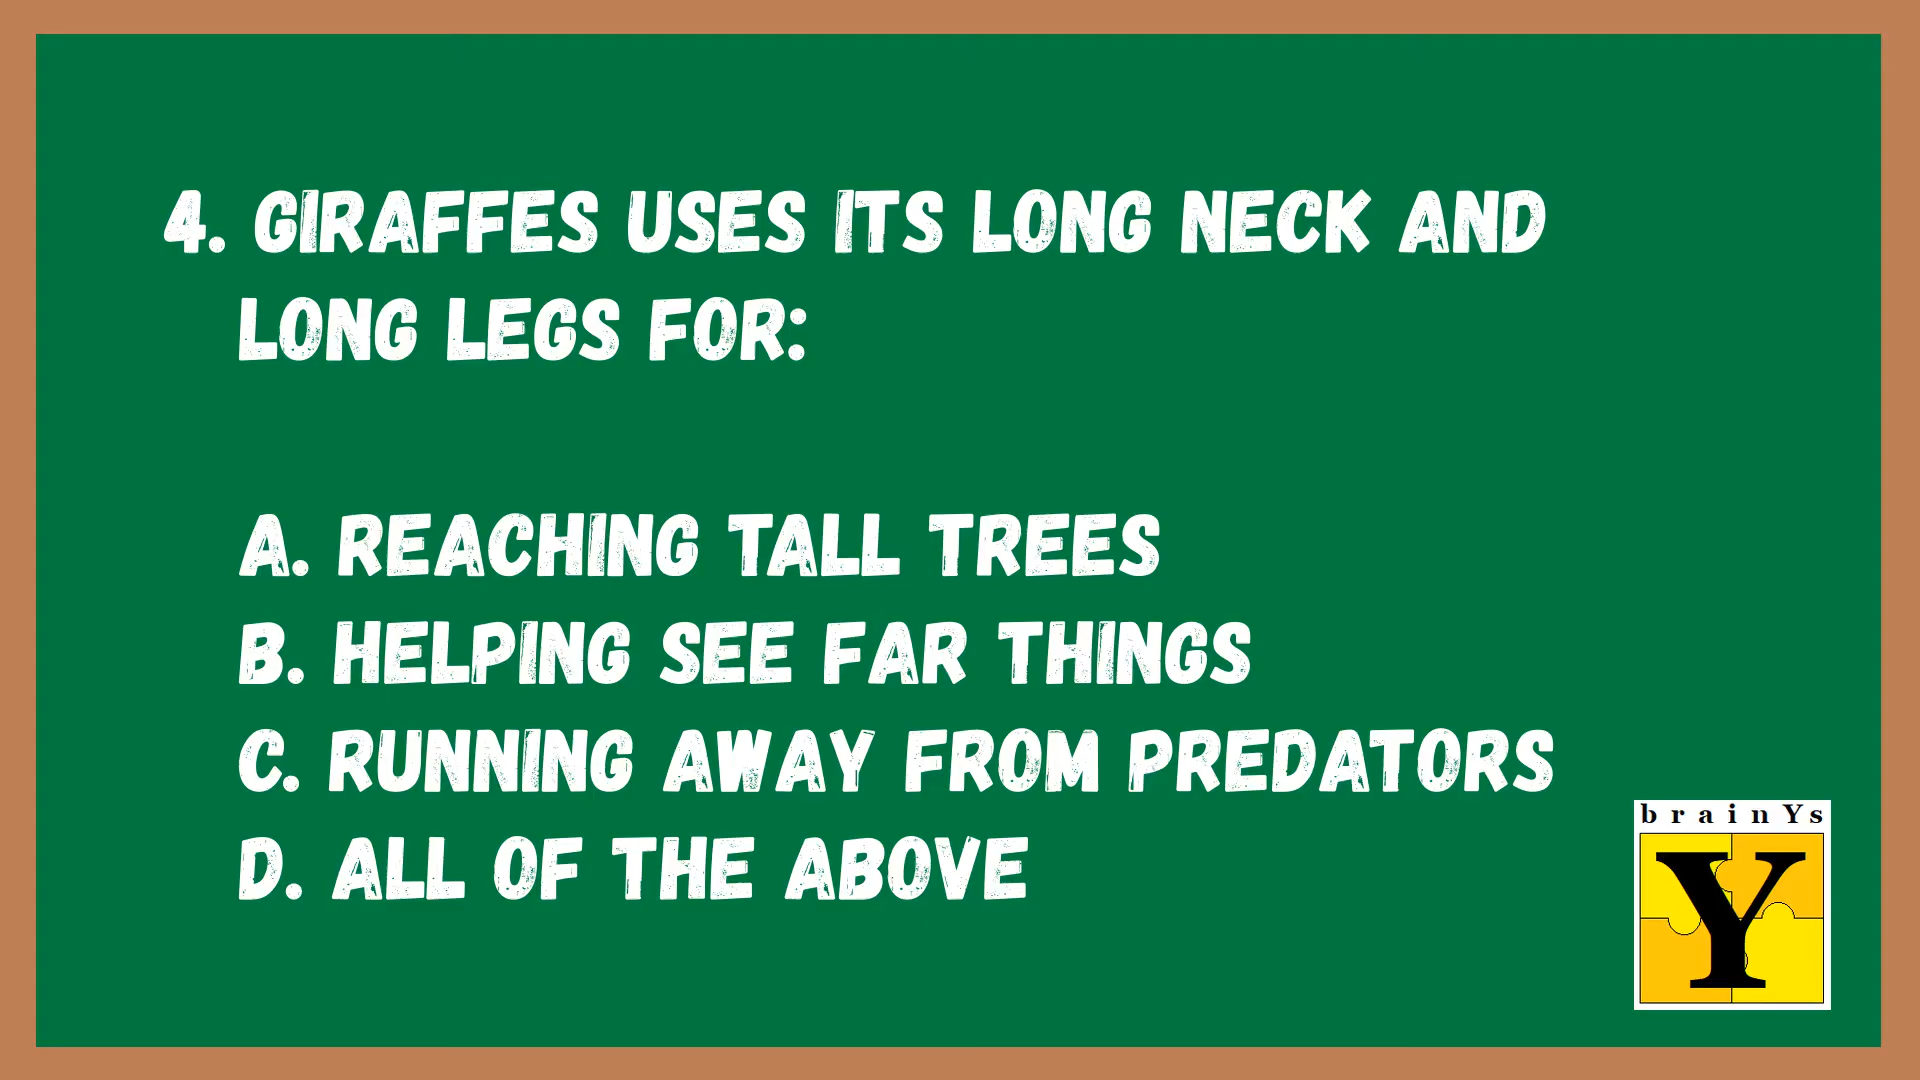 4. GIRAFFES USES ITS LONG NECK AND
LONG LEGS FOR:
A. REACHING TALL TREES
B. HELPING SEE FAR THINGS
C. RUNNING AWAY FROM PREDATORS
D. ALL OF THE ABOVE
brainYs
Y